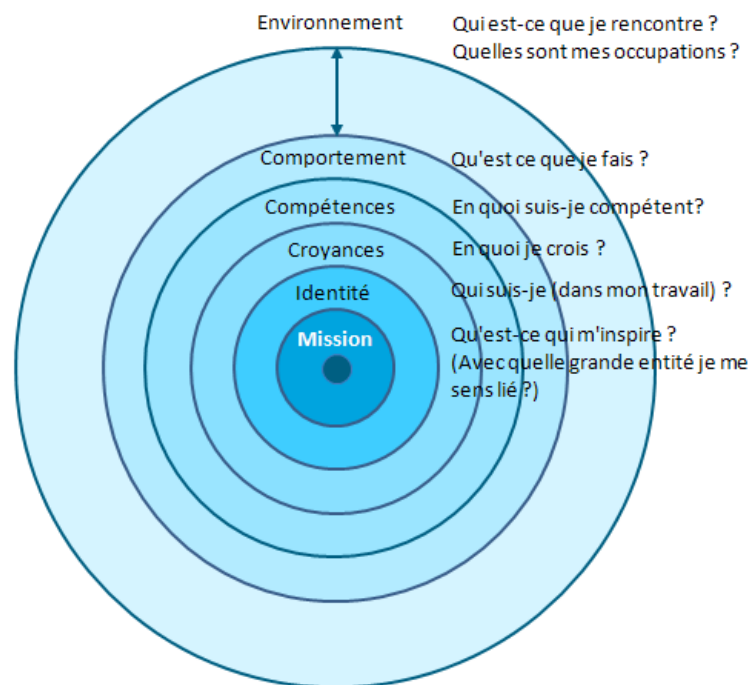 Environnement
Qui est-ce que je rencontre ?
Quelles sont mes occupations ?
Comportement
Qu'est ce que je fais ?
Compétences
En quoi suis-je compétent?
Croyances
En quoi je crois ?
Identité
Qui suis-je (dans mon travail) ?
Mission
Qu'est-ce qui m'inspire ?
(Avec quelle grande entité je me
sens lié ?)